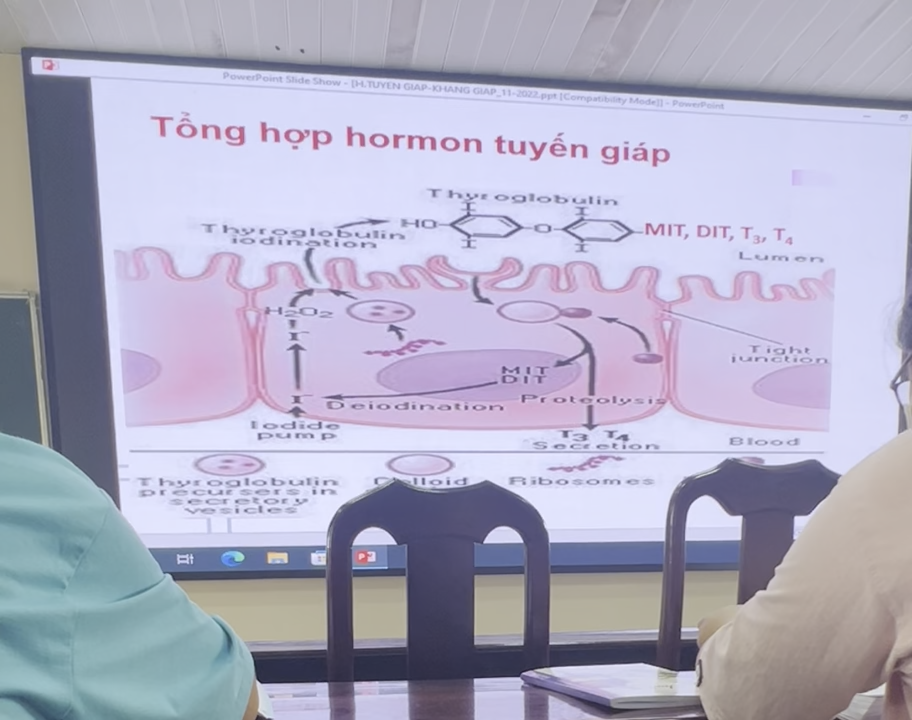 PowerPoint Slide Show - [H.TUYEN GIAP-KHANG GIAP_11-2022.ppt [Compatibility Mode]] - PowerPoint
Tổng hợp hormon tuyến giáp
Thyroglobulin
I I
HO O MIT, DIT, T3, T4
I I
Thyroglobulin
iodination
Lumen
H2O2
I-
Tight
junction
MIT
DIT
I-
Deiodination
Proteolysis
Iodide
pump
T3 T4
Secretion
Blood
Thyroglobulin
precursers in
secretory
vesicles
Colloid
Ribosomes